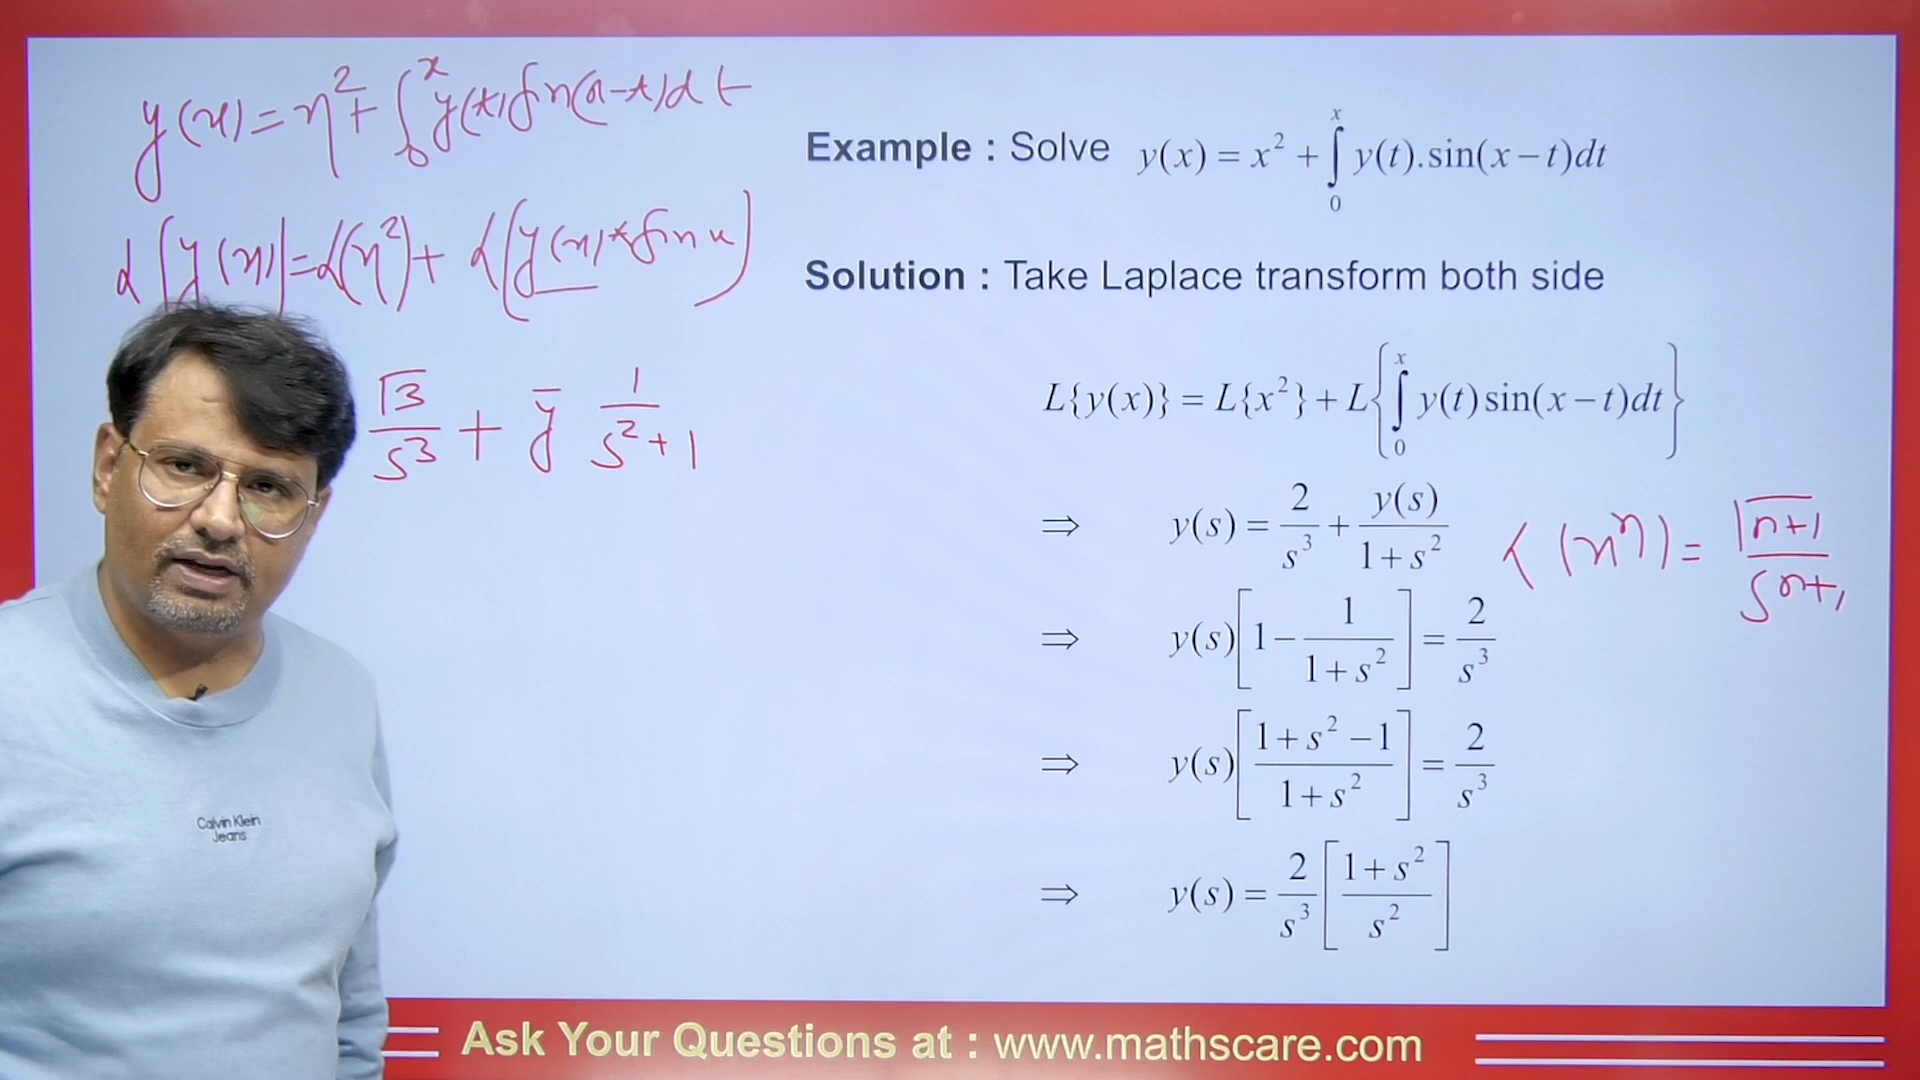 y(x) = x² + ∫₀ˣ y(t) sin(x-t)dt
L[y(x)] = L(x²) + L[y(x)*sin x]
Γ3/s³ + ȳ 1/(s²+1)
Example : Solve y(x) = x² + ∫₀ˣ y(t).sin(x−t)dt
Solution : Take Laplace transform both side
L{y(x)} = L{x²} + L{∫₀ˣ y(t)sin(x−t)dt}
⇒ y(s) = 2/s³ + y(s)/(1+s²)
L(xⁿ) = Γn+1/sⁿ⁺¹
⇒ y(s)[1 − 1/(1+s²)] = 2/s³
⇒ y(s)[(1+s²−1)/(1+s²)] = 2/s³
⇒ y(s) = 2/s³ [(1+s²)/s²]
Calvin Klein
Jeans
Ask Your Questions at : www.mathscare.com